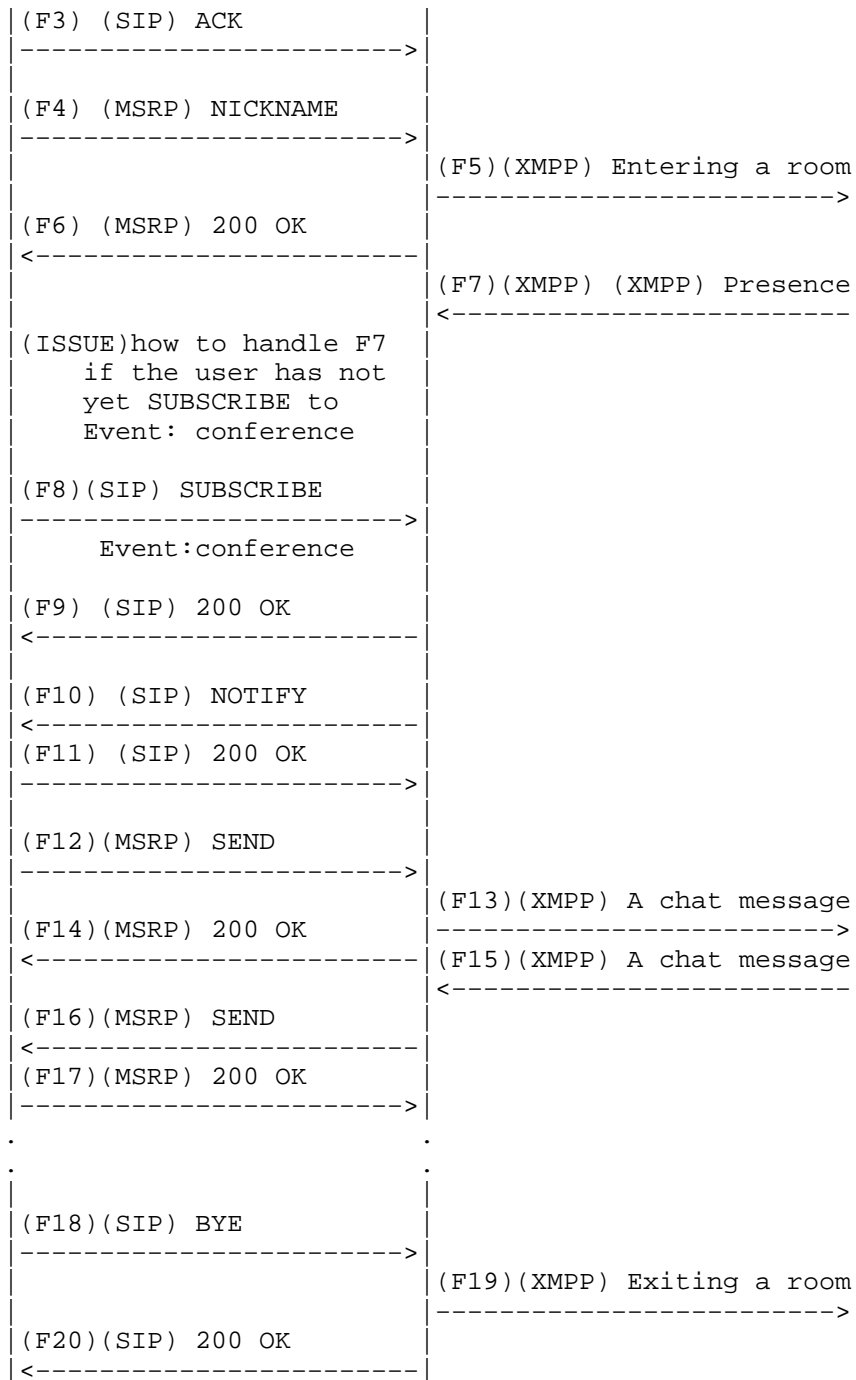 |(F3) (SIP) ACK |
|------------------------>|
| |
|(F4) (MSRP) NICKNAME |
|------------------------>|
| |(F5)(XMPP) Entering a room
| |------------------------->
|(F6) (MSRP) 200 OK |
|<------------------------|
| |(F7)(XMPP) (XMPP) Presence
| |<-------------------------
|(ISSUE)how to handle F7 |
| if the user has not |
| yet SUBSCRIBE to |
| Event: conference |
| |
|(F8)(SIP) SUBSCRIBE |
|------------------------>|
| Event:conference |
| |
|(F9) (SIP) 200 OK |
|<------------------------|
| |
|(F10) (SIP) NOTIFY |
|<------------------------|
|(F11) (SIP) 200 OK |
|------------------------>|
| |
|(F12)(MSRP) SEND |
|------------------------>|
| |(F13)(XMPP) A chat message
|(F14)(MSRP) 200 OK |------------------------->
|<------------------------|(F15)(XMPP) A chat message
| |<-------------------------
|(F16)(MSRP) SEND |
|<------------------------|
|(F17)(MSRP) 200 OK |
|------------------------>|
. .
. .
| |
|(F18)(SIP) BYE |
|------------------------>|
| |(F19)(XMPP) Exiting a room
| |------------------------->
|(F20)(SIP) 200 OK |
|<------------------------|